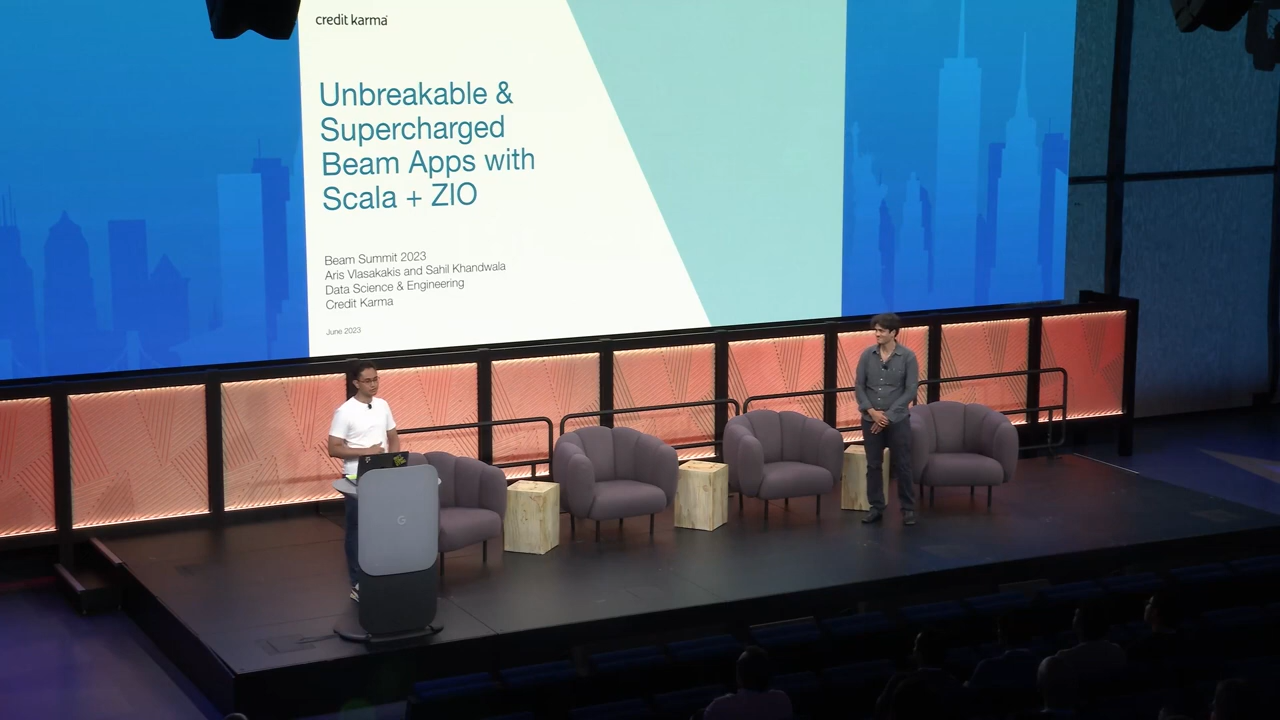 credit karma
Unbreakable &
Supercharged
Beam Apps with
Scala + ZIO
Beam Summit 2023
Aris Vlasakakis and Sahil Khandwala
Data Science & Engineering
Credit Karma
June 2023
G